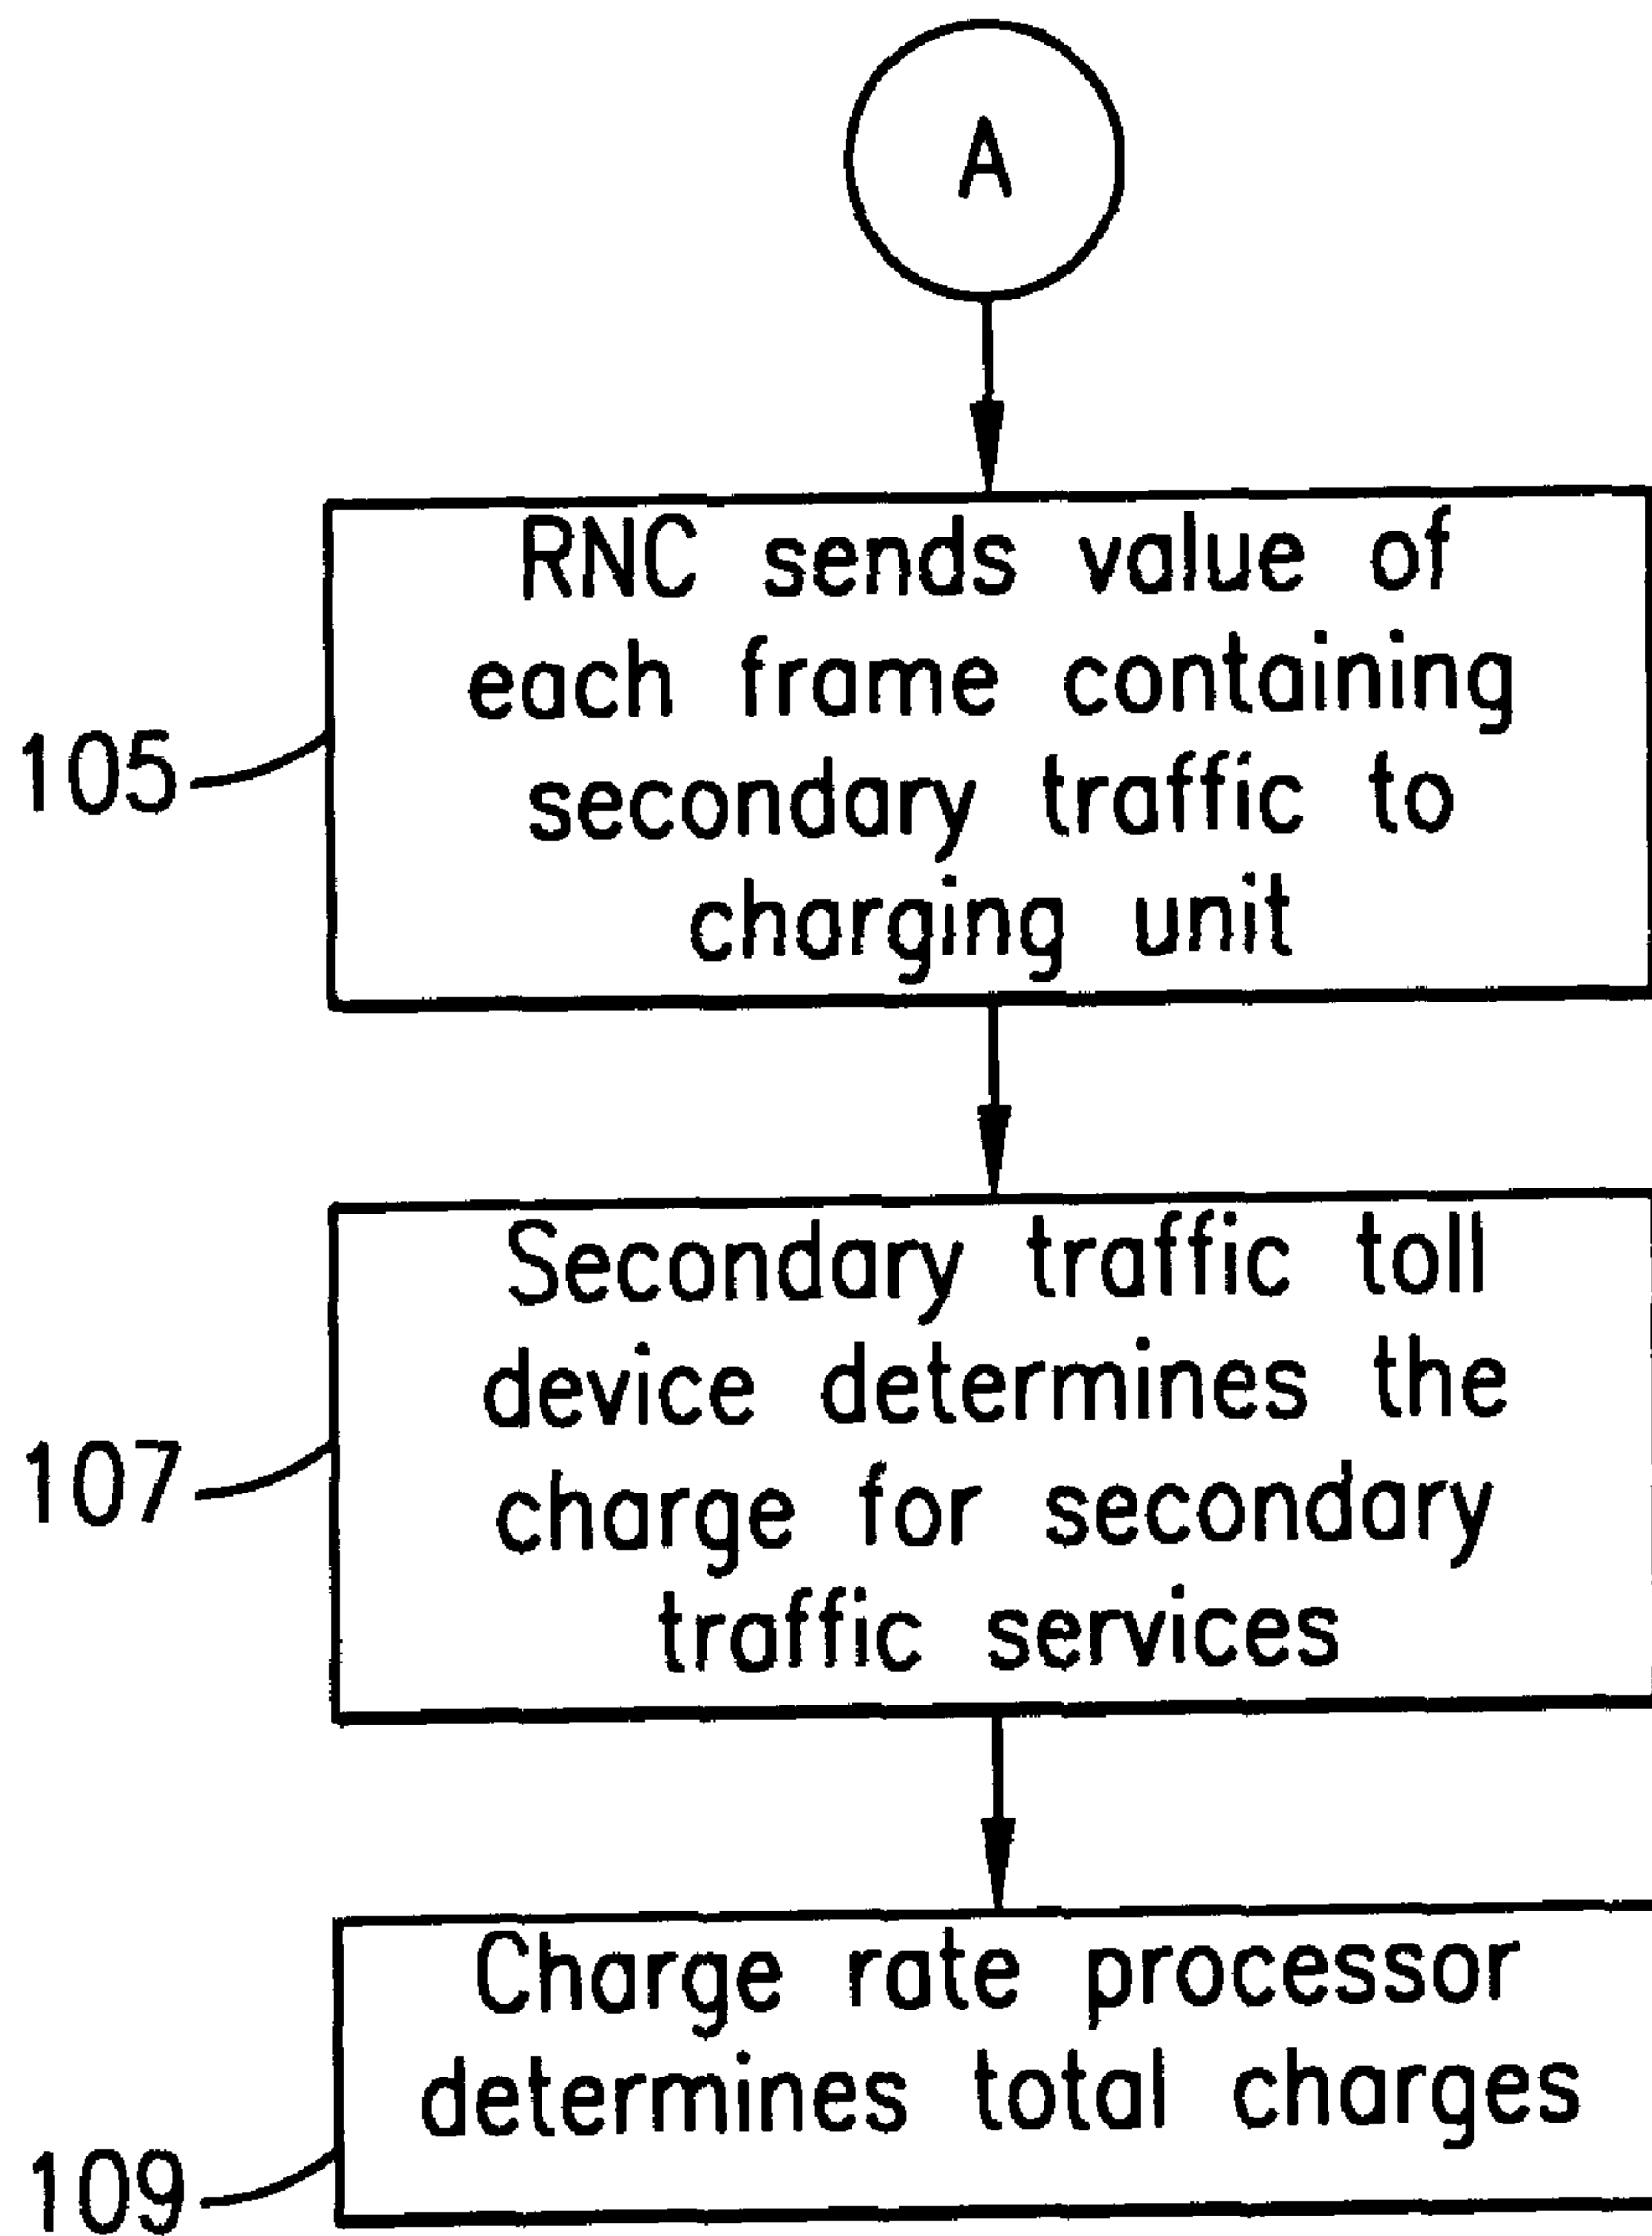 A
RNC sends value of
each frame containing
secondary traffic to
charging unit
105
Secondary traffic toll
device determines the
charge for secondary
traffic services
107
Charge rate processor
determines total charges
109